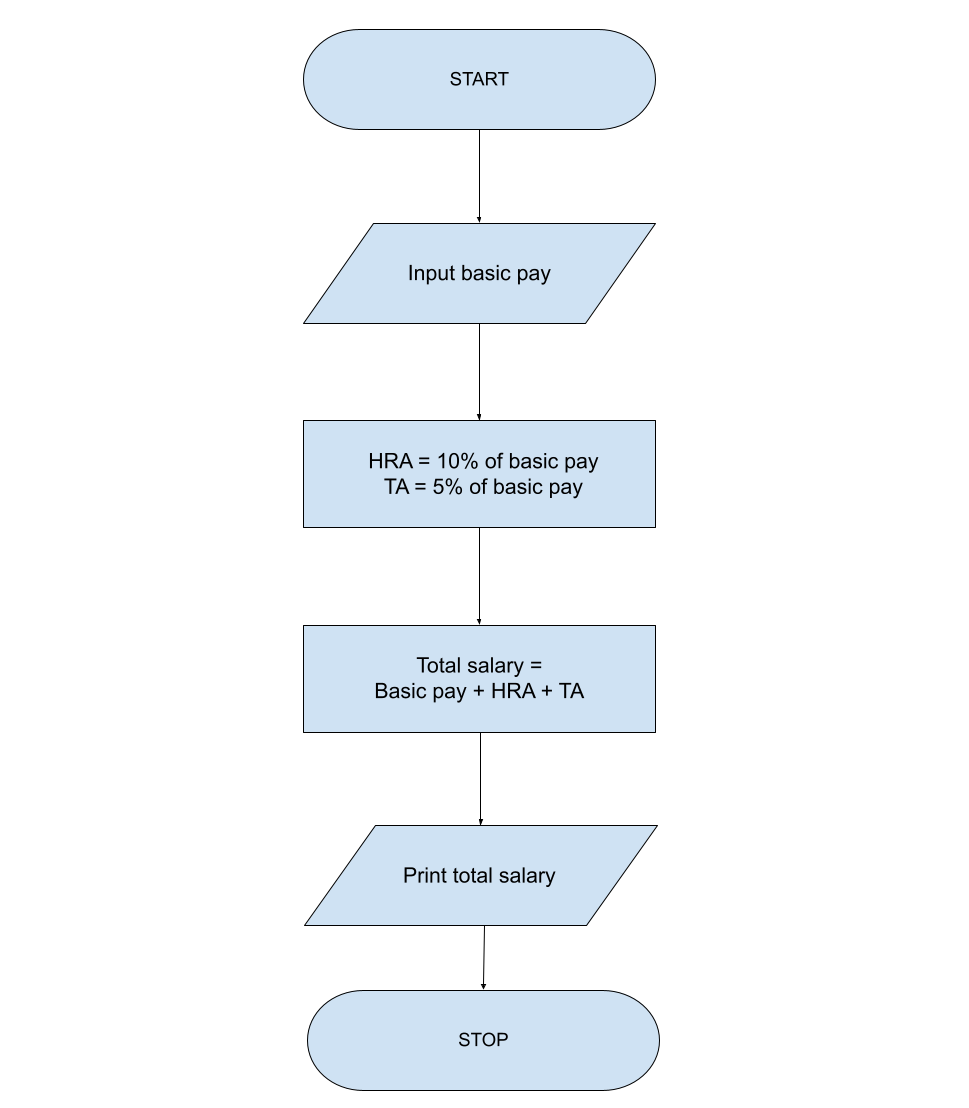 START
Input basic pay
HRA = 10% of basic pay
TA = 5% of basic pay
Total salary =
Basic pay + HRA + TA
Print total salary
STOP